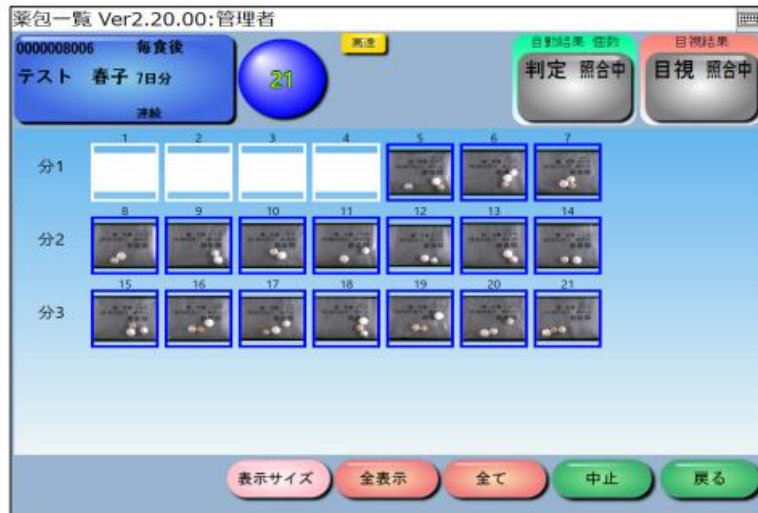 薬包一覧 Ver2.20.00:管理者
0000008006 毎食後
テスト 春子 7日分
連続
21
高速
自動結果 個数
判定 照合中
目視結果
目視 照合中
1 2 3 4 5 6 7
分1
8 9 10 11 12 13 14
分2
15 16 17 18 19 20 21
分3
表示サイズ 全表示 全て 中止 戻る